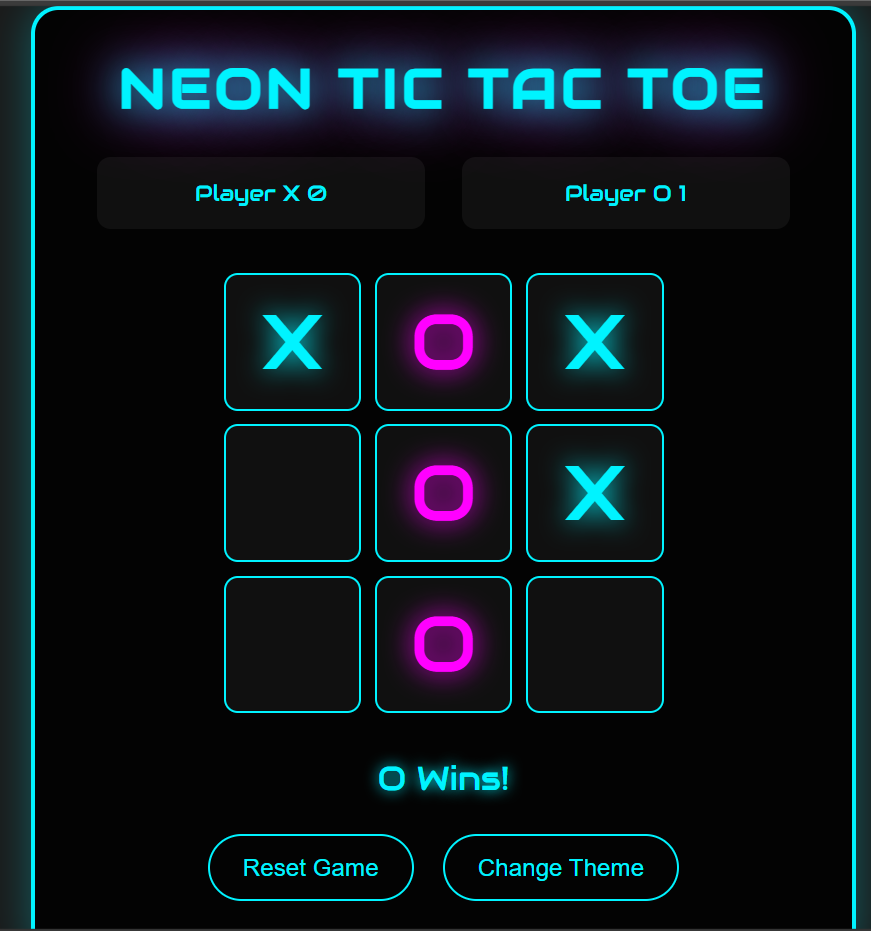 NEON TIC TAC TOE
Player X 0
Player O 1
X O X
O X
O
O Wins!
Reset Game
Change Theme